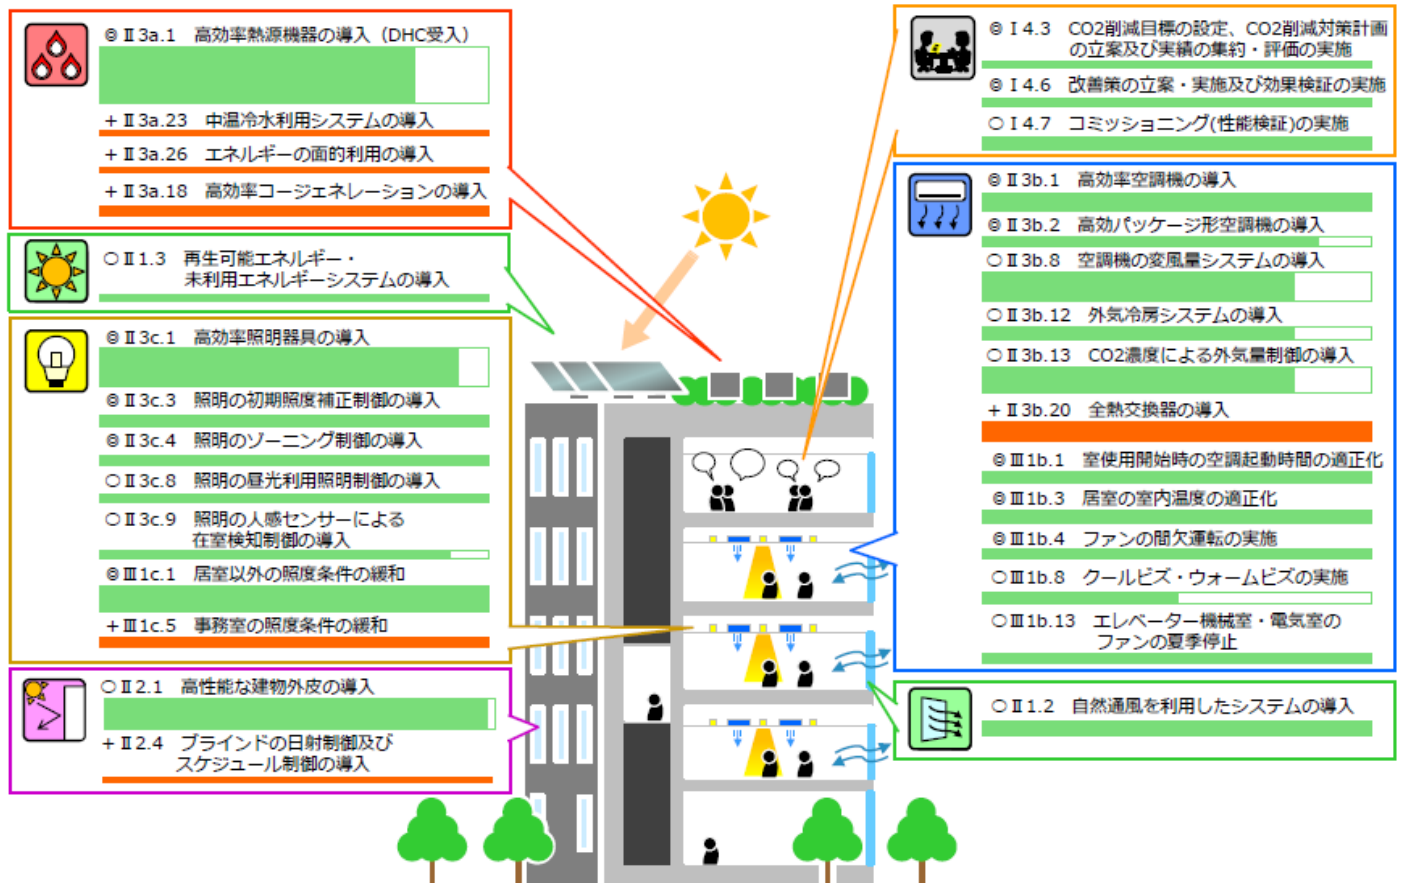 ◎Ⅱ3a.1 高効率熱源機器の導入（DHC受入）
+Ⅱ3a.23 中温冷水利用システムの導入
+Ⅱ3a.26 エネルギーの面的利用の導入
+Ⅱ3a.18 高効率コージェネレーションの導入
○Ⅱ1.3 再生可能エネルギー・
未利用エネルギーシステムの導入
◎Ⅱ3c.1 高効率照明器具の導入
◎Ⅱ3c.3 照明の初期照度補正制御の導入
◎Ⅱ3c.4 照明のゾーニング制御の導入
○Ⅱ3c.8 照明の昼光利用照明制御の導入
○Ⅱ3c.9 照明の人感センサーによる
在室検知制御の導入
◎Ⅲ1c.1 居室以外の照度条件の緩和
+Ⅲ1c.5 事務室の照度条件の緩和
○Ⅱ2.1 高性能な建物外皮の導入
+Ⅱ2.4 ブラインドの日射制御及び
スケジュール制御の導入
◎Ⅰ4.3 CO2削減目標の設定、CO2削減対策計画
の立案及び実績の集約・評価の実施
◎Ⅰ4.6 改善策の立案・実施及び効果検証の実施
○Ⅰ4.7 コミッショニング(性能検証)の実施
◎Ⅱ3b.1 高効率空調機の導入
◎Ⅱ3b.2 高効パッケージ形空調機の導入
○Ⅱ3b.8 空調機の変風量システムの導入
○Ⅱ3b.12 外気冷房システムの導入
○Ⅱ3b.13 CO2濃度による外気量制御の導入
+Ⅱ3b.20 全熱交換器の導入
◎Ⅲ1b.1 室使用開始時の空調起動時間の適正化
◎Ⅲ1b.3 居室の室内温度の適正化
◎Ⅲ1b.4 ファンの間欠運転の実施
○Ⅲ1b.8 クールビズ・ウォームビズの実施
○Ⅲ1b.13 エレベーター機械室・電気室の
ファンの夏季停止
○Ⅱ1.2 自然通風を利用したシステムの導入